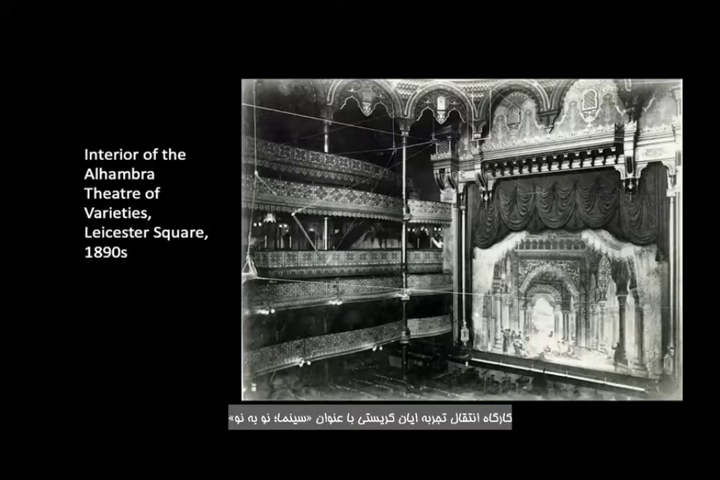 Interior of the
Alhambra
Theatre of
Varieties,
Leicester Square,
1890s
کارگاه انتقال تجربه ایان کریستی با عنوان «سینما؛ نو به نو»